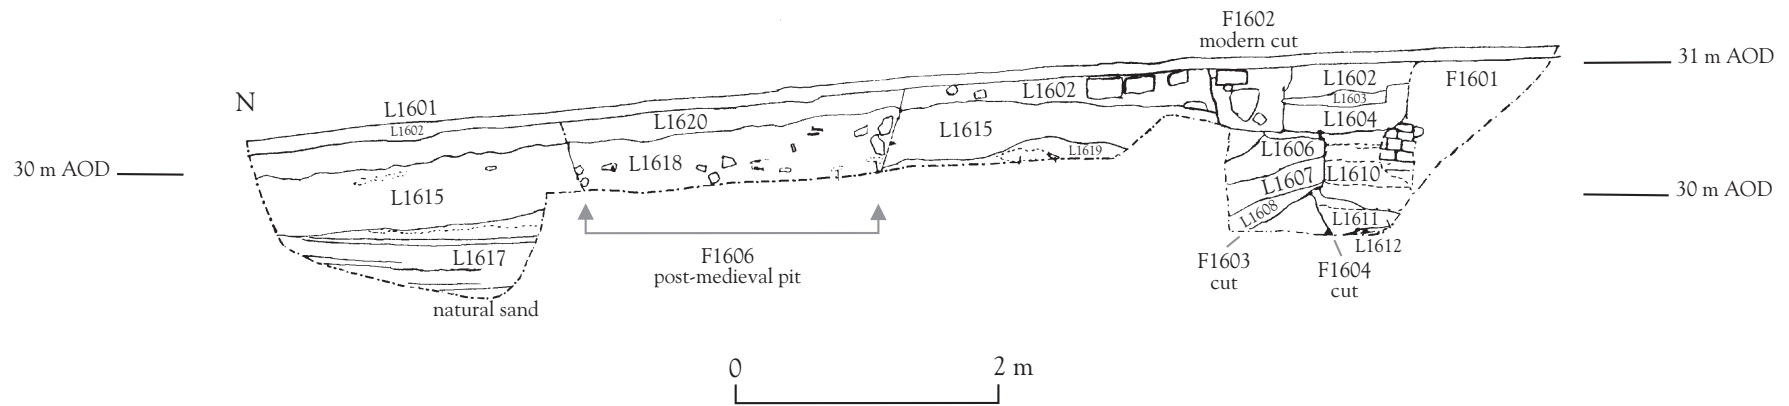 F1602
modern cut
31 m AOD
L1602
F1601
N
L1601
L1602
L1603
L1602
L1620
L1604
L1615
L1618
L1619
L1606
30 m AOD
L1610
L1607
30 m AOD
L1615
L1608
L1611
L1617
L1612
F1606
post-medieval pit
F1603
cut
F1604
cut
natural sand
0 2 m